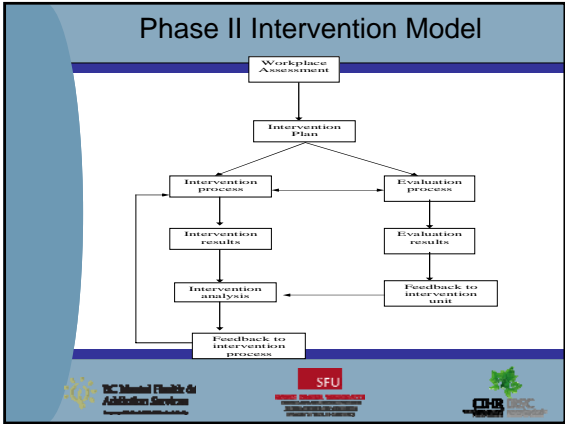 Phase II Intervention Model
Workplace
Assessment
Intervention
Plan
Intervention
process
Evaluation
process
Intervention
results
Evaluation
results
Intervention
analysis
Feedback to
intervention
unit
Feedback to
intervention
process
BC Mental Health &
Addiction Services
SFU
CIHR IRSC